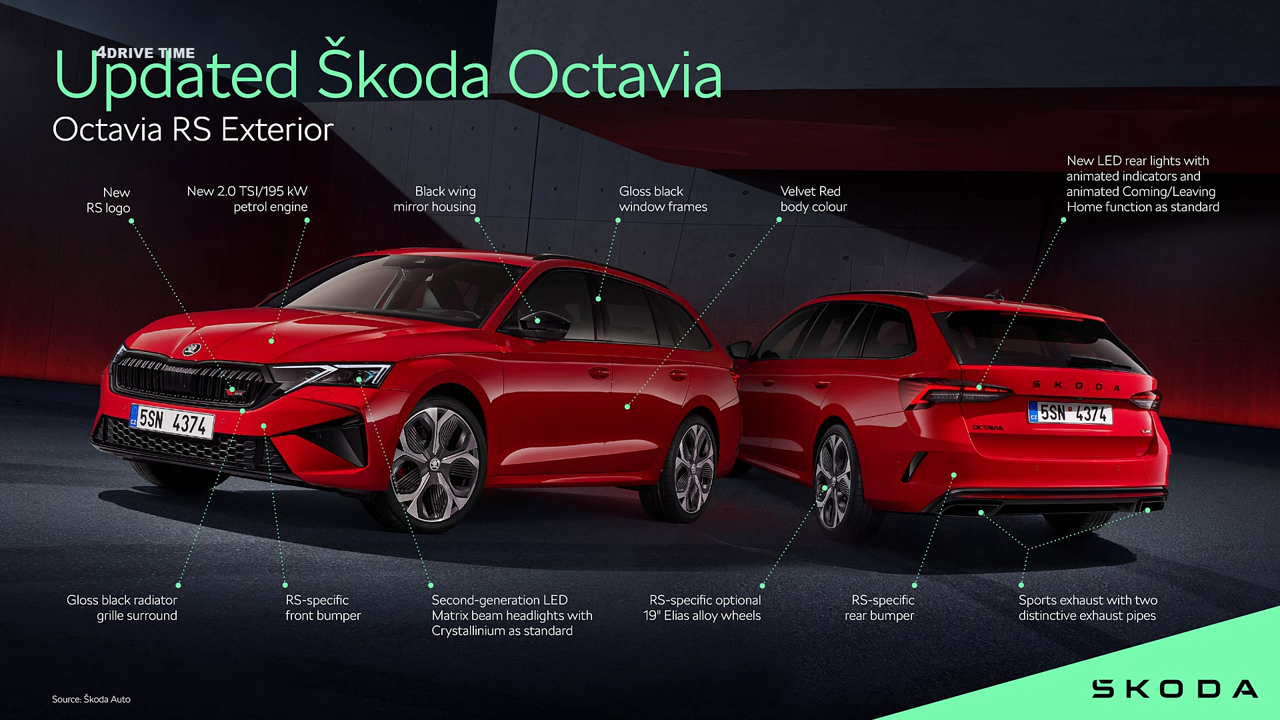 4DRIVE TIME
Updated Škoda Octavia
Octavia RS Exterior
New
RS logo
New 2.0 TSI/195 kW
petrol engine
Black wing
mirror housing
Gloss black
window frames
Velvet Red
body colour
New LED rear lights with
animated indicators and
animated Coming/Leaving
Home function as standard
SKODA
5SN 4374
5SN 4374
CZ
CZ
OCTAVIA
Gloss black radiator
grille surround
RS-specific
front bumper
Second-generation LED
Matrix beam headlights with
Crystallinium as standard
RS-specific optional
19" Elias alloy wheels
RS-specific
rear bumper
Sports exhaust with two
distinctive exhaust pipes
Source: Škoda Auto
ŠKODA